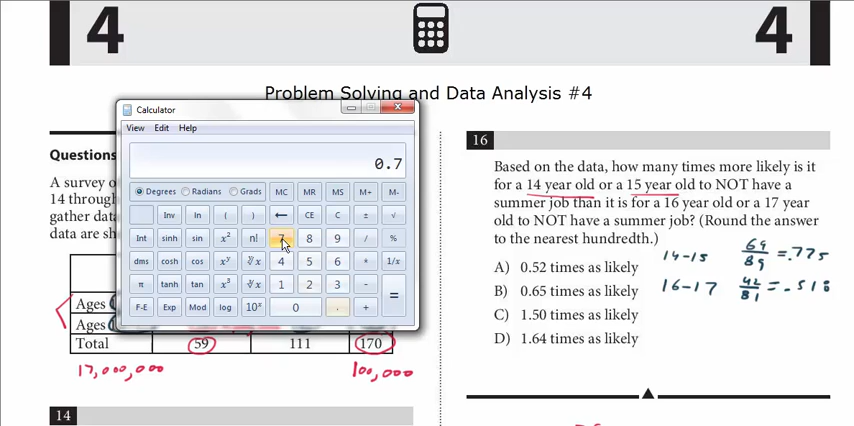 4
4
Problem Solving and Data Analysis #4
Questions
A survey o
14 through
gather data
data are sh
Ages
Ages
Total 59 111 170
17,000,000 100,000
14
Calculator
View Edit Help
0.7
Degrees Radians Grads MC MR MS M+ M-
Inv ln ( ) ← CE C ± √
Int sinh sin x² n! 7 8 9 / %
dms cosh cos xʸ ʸ√x 4 5 6 * 1/x
π tanh tan x³ ³√x 1 2 3 - =
F-E Exp Mod log 10ˣ 0 . +
16
Based on the data, how many times more likely is it
for a 14 year old or a 15 year old to NOT have a
summer job than it is for a 16 year old or a 17 year
old to NOT have a summer job? (Round the answer
to the nearest hundredth.)
A) 0.52 times as likely
B) 0.65 times as likely
C) 1.50 times as likely
D) 1.64 times as likely
14-15 69/89 = .775
16-17 42/81 = .518